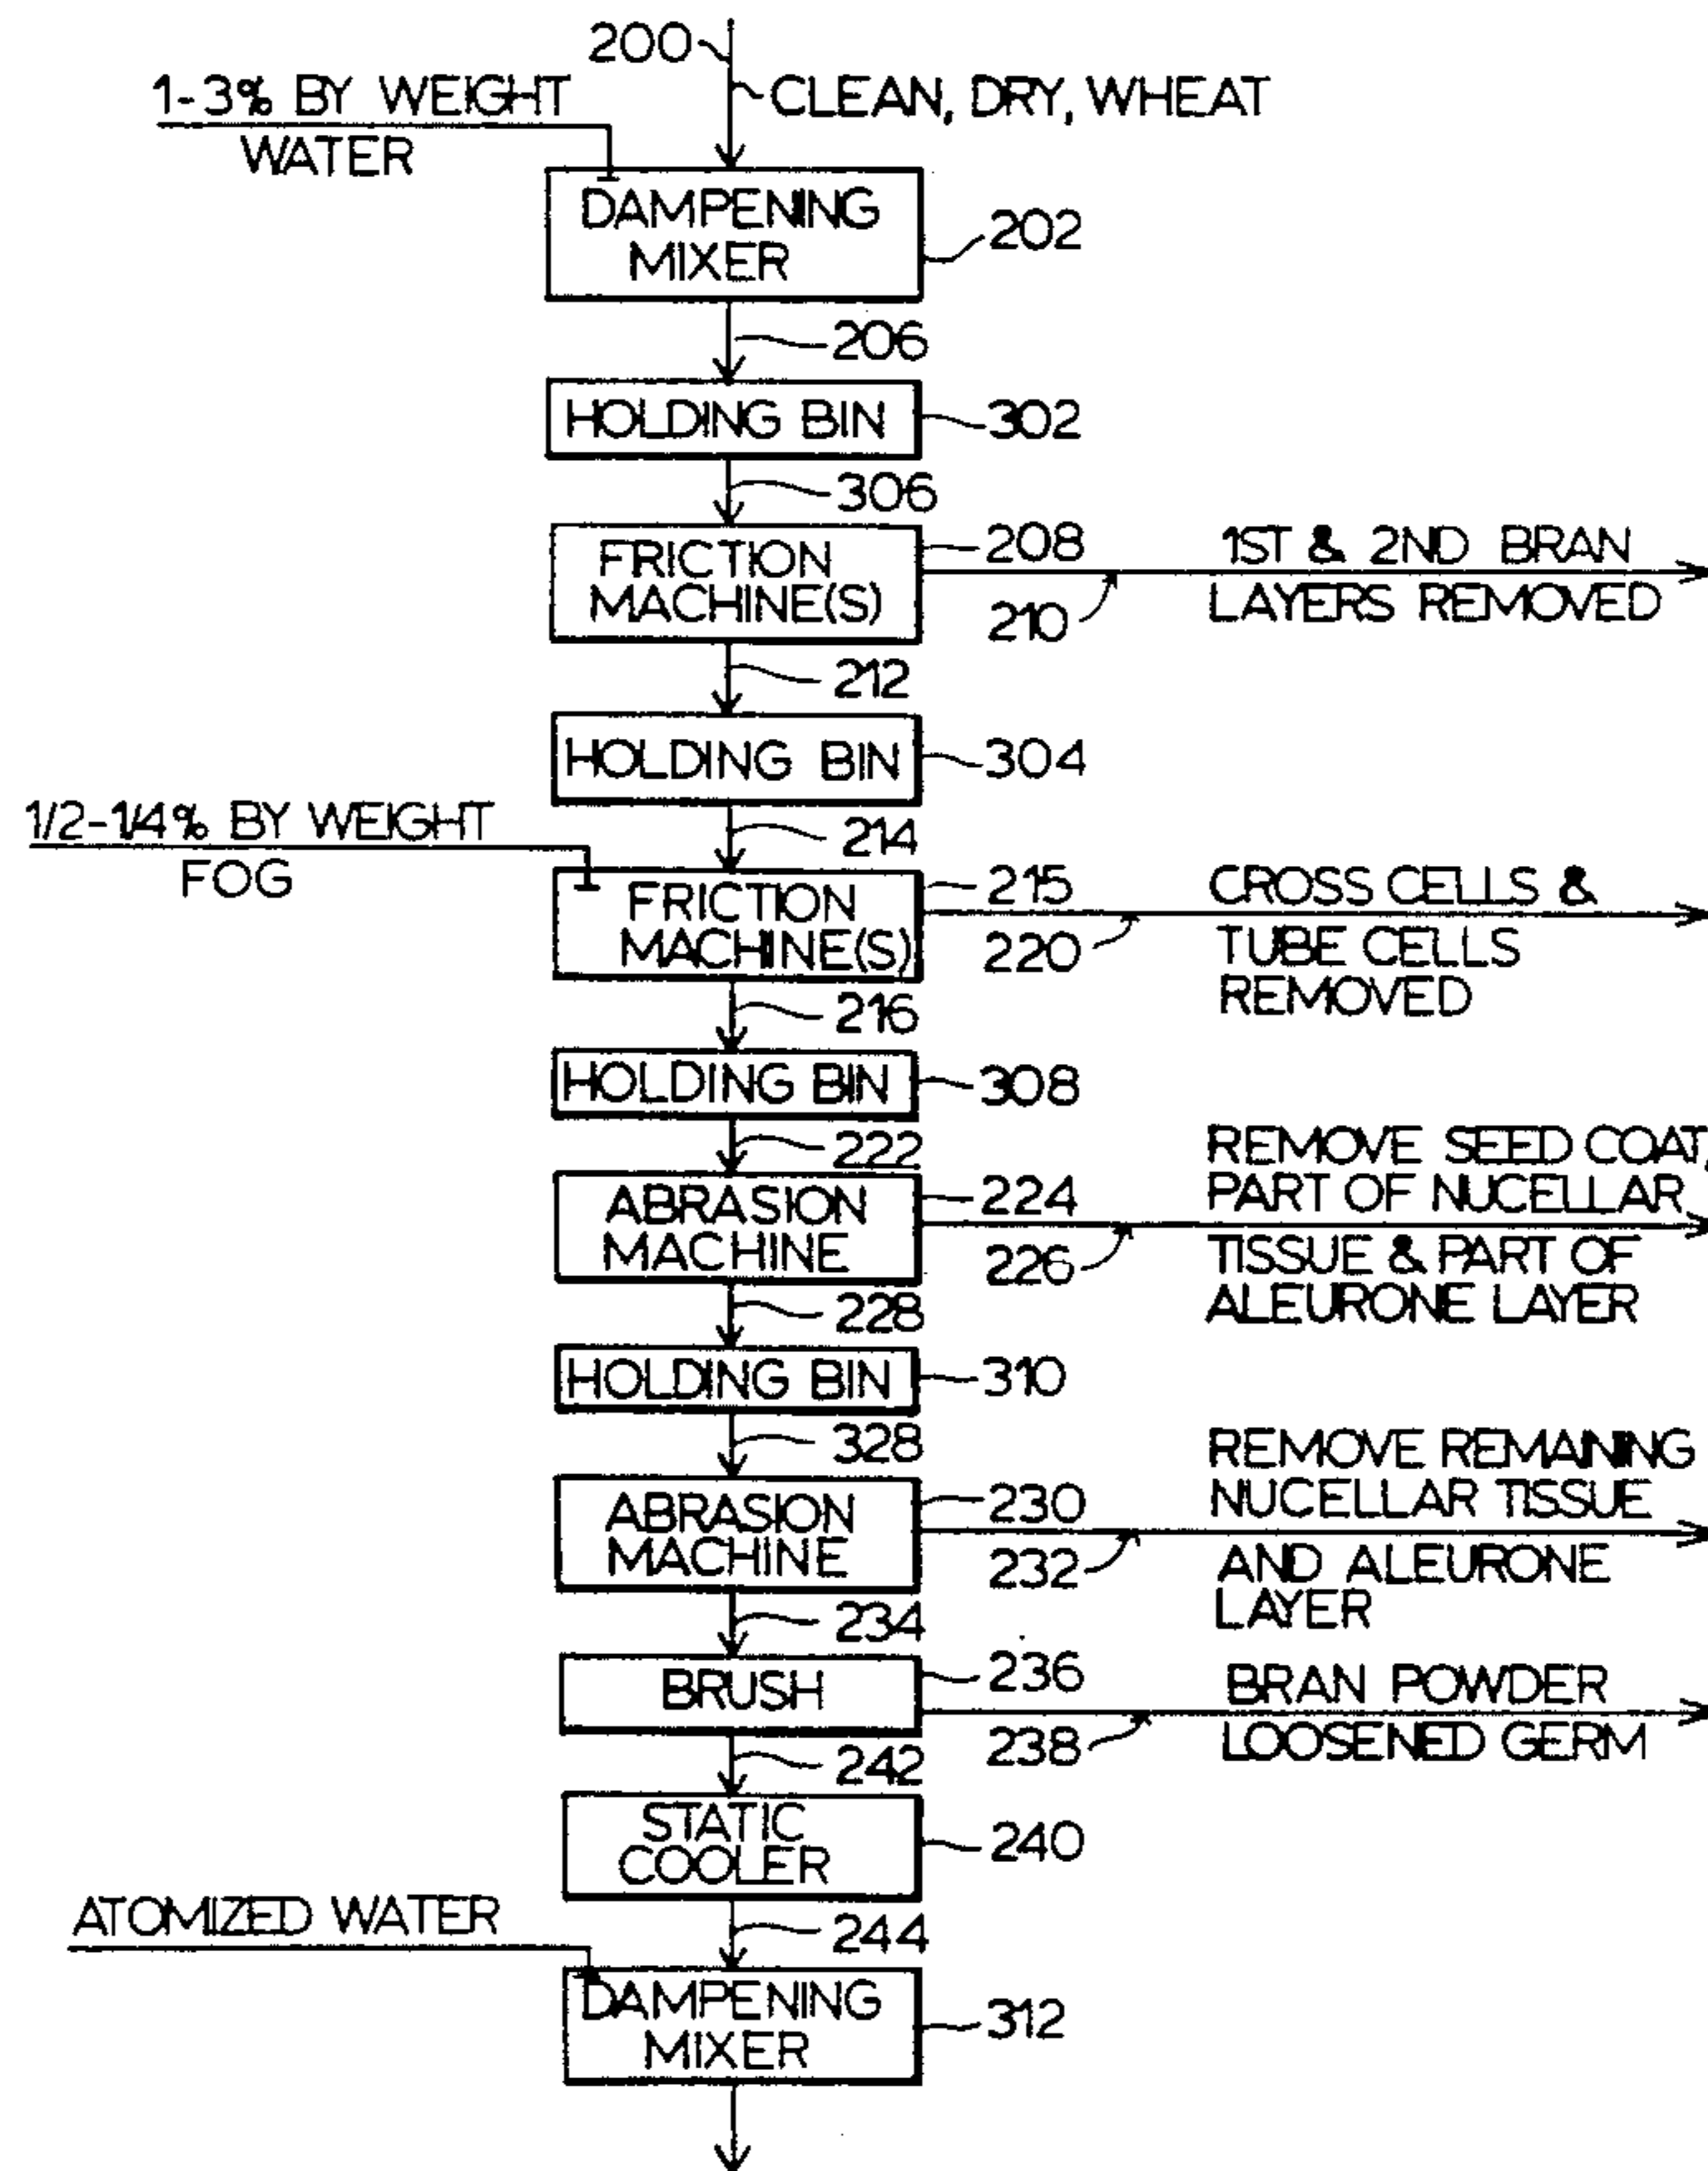 200
CLEAN, DRY, WHEAT
1-3% BY WEIGHT
WATER
DAMPENING
MIXER
202
206
HOLDING BIN
302
306
FRICTION
MACHINE(S)
208
210
1ST & 2ND BRAN
LAYERS REMOVED
212
HOLDING BIN
304
214
1/2-1/4% BY WEIGHT
FOG
FRICTION
MACHINE(S)
215
220
CROSS CELLS &
TUBE CELLS
REMOVED
216
HOLDING BIN
308
222
ABRASION
MACHINE
224
226
REMOVE SEED COAT,
PART OF NUCELLAR
TISSUE & PART OF
ALEURONE LAYER
228
HOLDING BIN
310
328
ABRASION
MACHINE
230
232
REMOVE REMAINING
NUCELLAR TISSUE
AND ALEURONE
LAYER
234
BRUSH
236
238
BRAN POWDER
LOOSENED GERM
242
STATIC
COOLER
240
244
ATOMIZED WATER
DAMPENING
MIXER
312